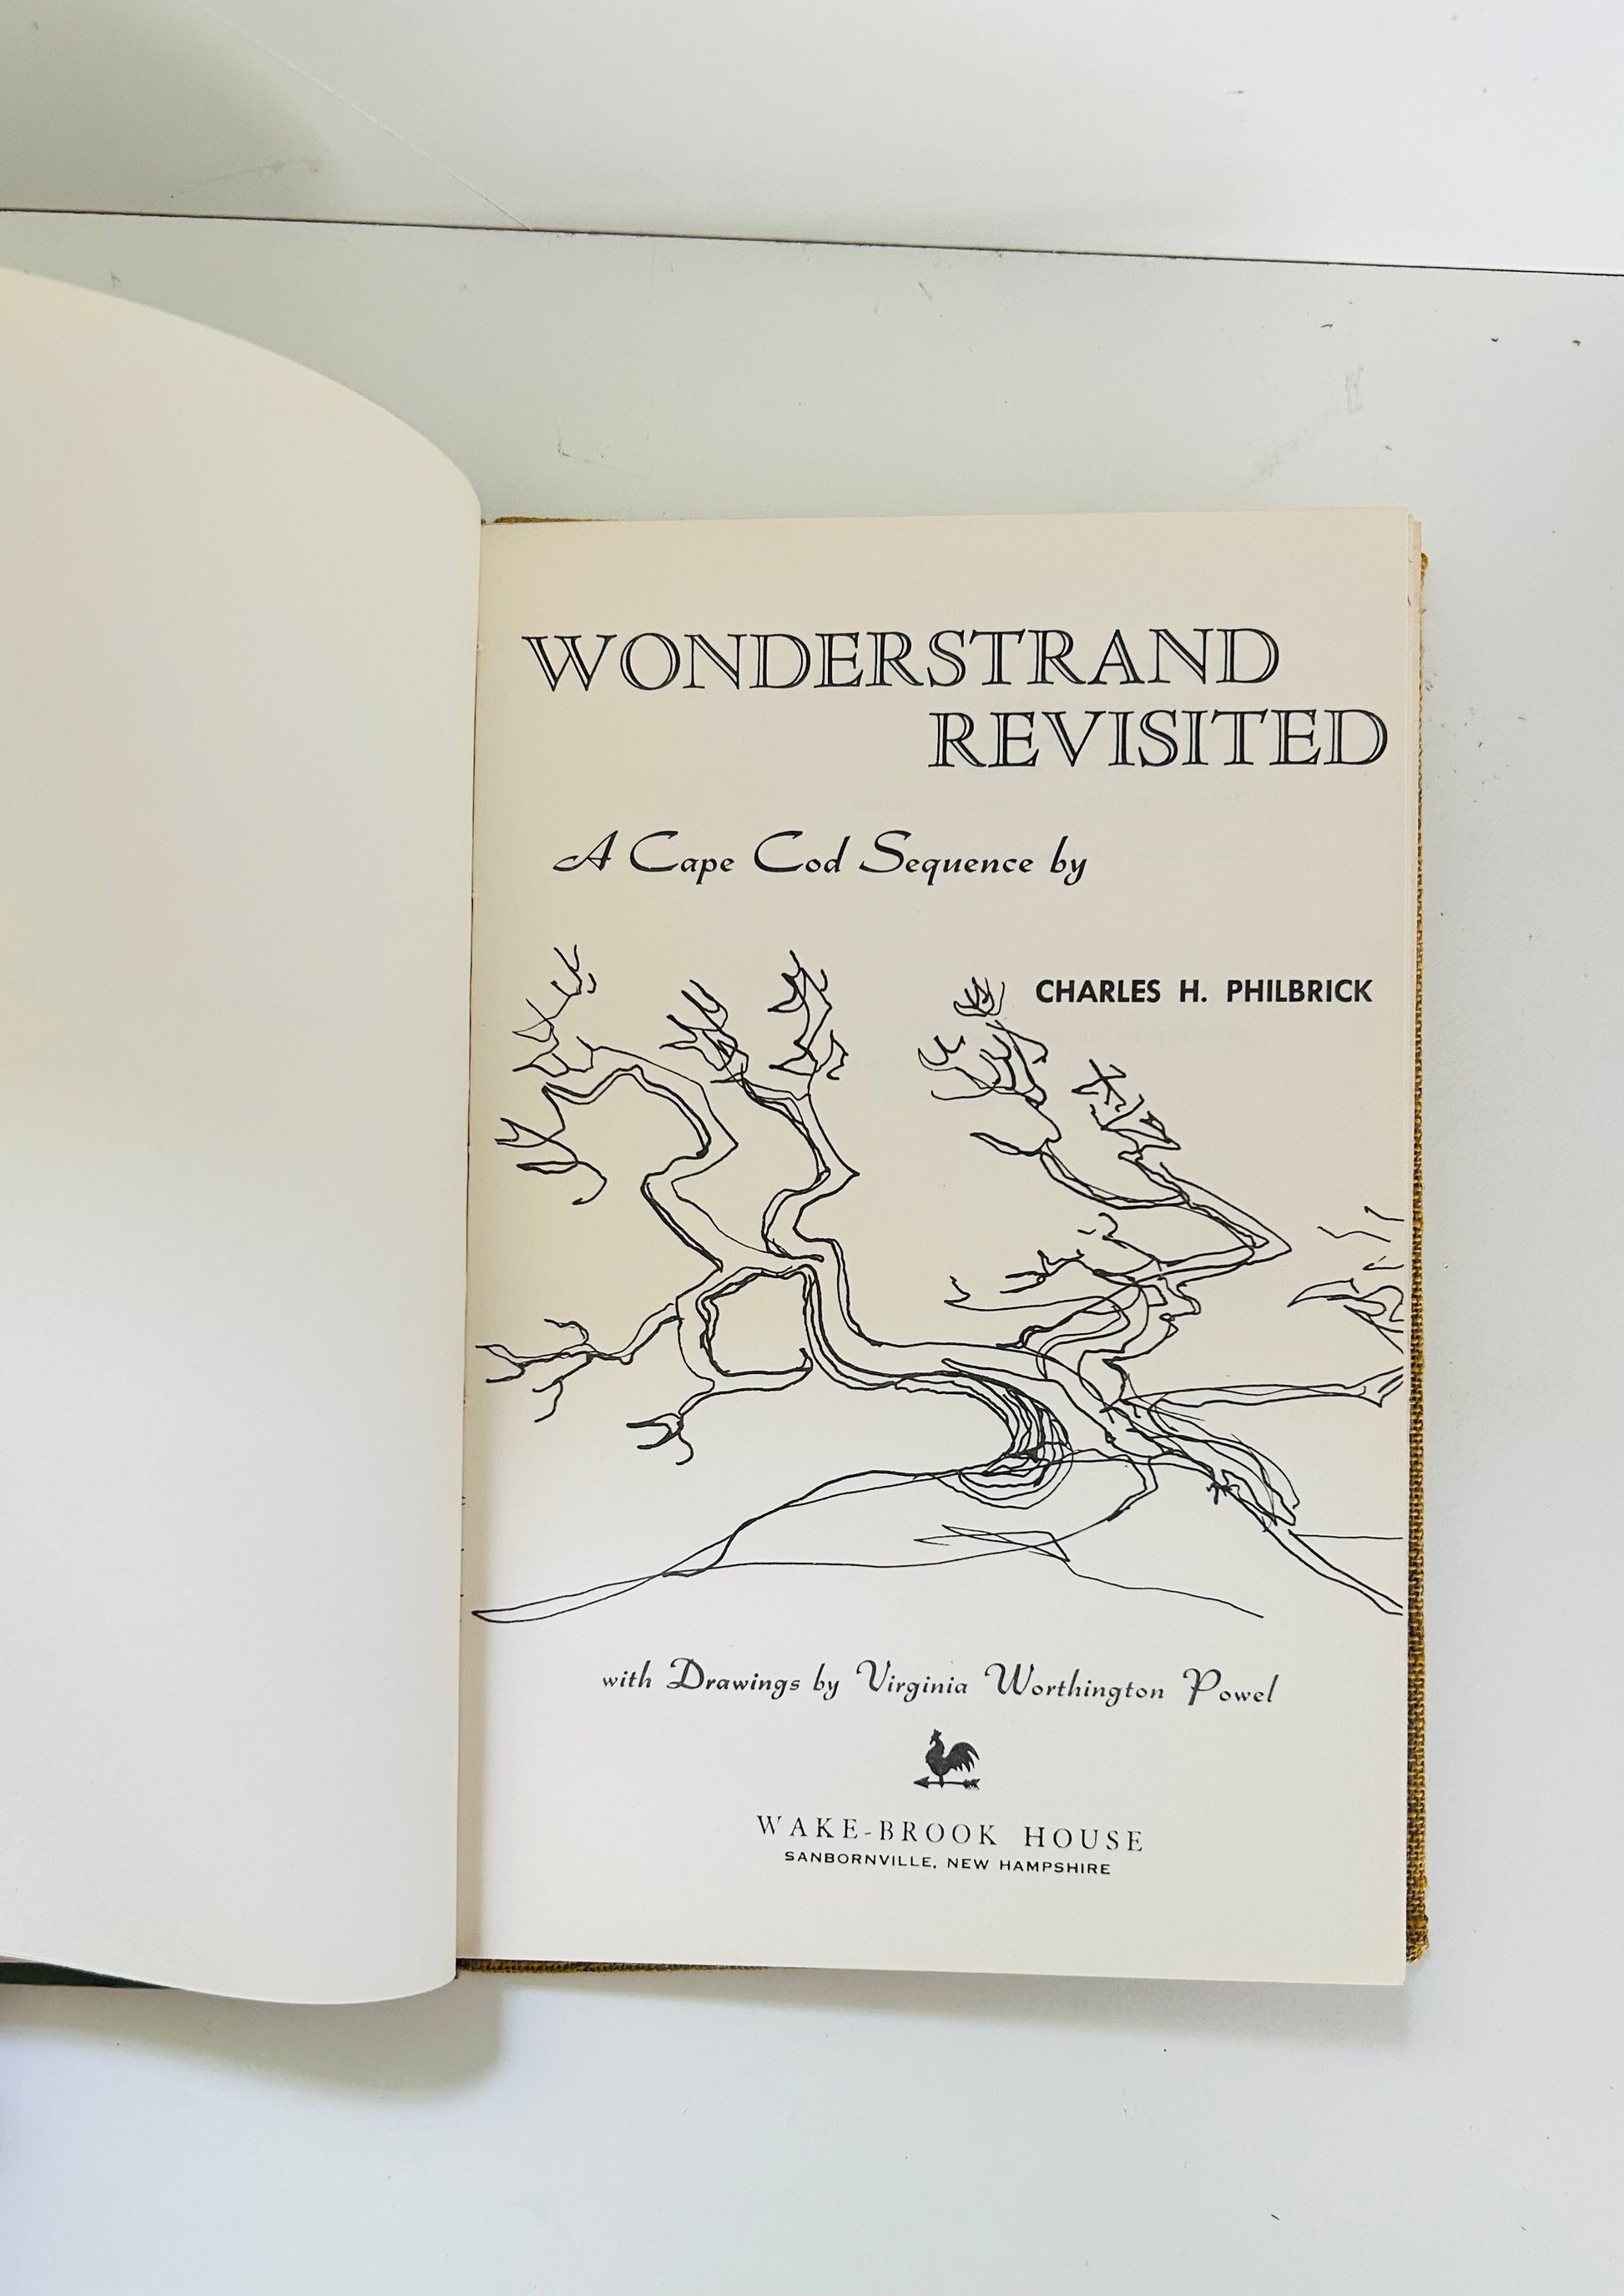 WONDERSTRAND
REVISITED
A Cape Cod Sequence by
CHARLES H. PHILBRICK
with Drawings by Virginia Worthington Powel
WAKE-BROOK HOUSE
SANBORNVILLE, NEW HAMPSHIRE